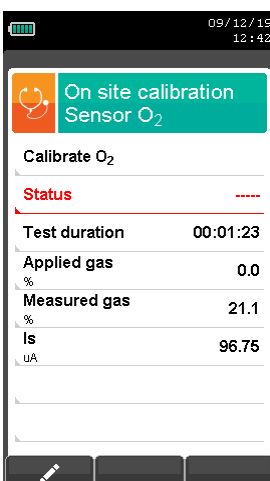 09/12/19
12:42
On site calibration
Sensor O₂
Calibrate O₂
Status -----
Test duration 00:01:23
Applied gas 0.0
%
Measured gas 21.1
%
Is 96.75
uA